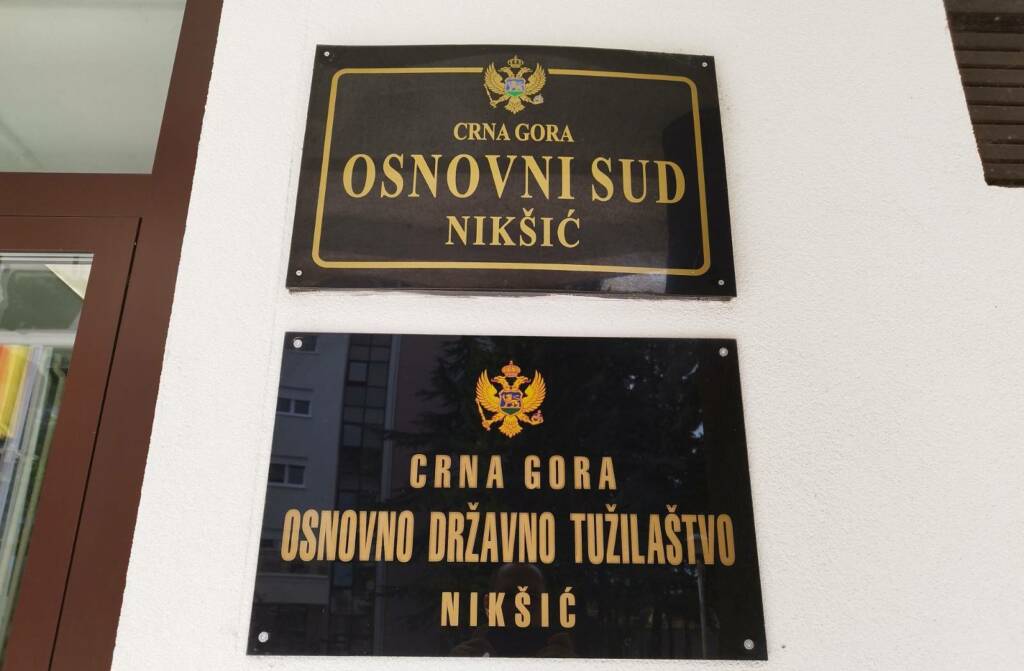 CRNA GORA
OSNOVNI SUD
NIKŠIĆ
CRNA GORA
OSNOVNO DRŽAVNO TUŽILAŠTVO
NIKŠIĆ